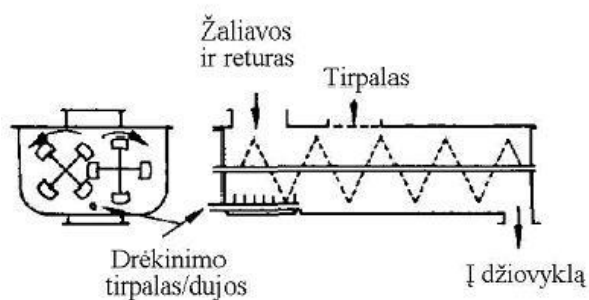 Žaliavos
ir returas
Tirpalas
Drėkinimo
tirpalas/dujos
Į džiovyklą